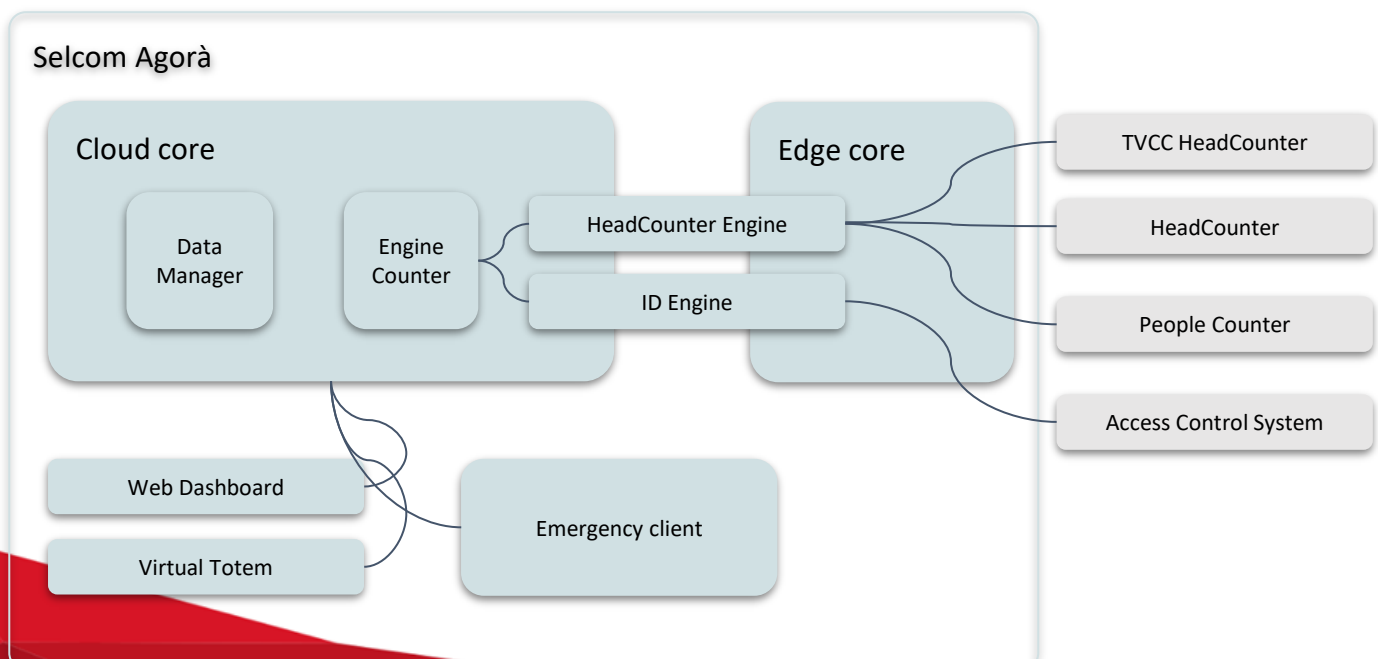 Selcom Agorà
Cloud core
Edge core
Data
Manager
Engine
Counter
HeadCounter Engine
ID Engine
TVCC HeadCounter
HeadCounter
People Counter
Access Control System
Web Dashboard
Virtual Totem
Emergency client